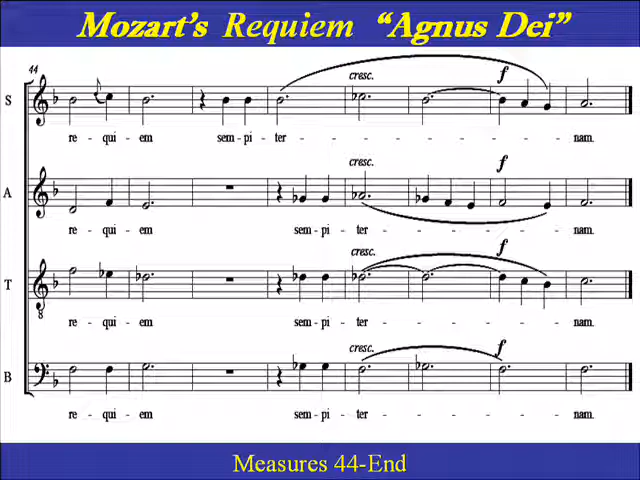 Mozart's Requiem "Agnus Dei"
44
cresc. f
S
re - qui - em sem - pi - ter - - - - - - - nam.
cresc. f
A
re - qui - em sem - pi - ter - - - - - - nam.
cresc. f
T
8
re - qui - em sem - pi - ter - - - - - - nam.
cresc. f
B
re - qui - em sem - pi - ter - - - - - - nam.
Measures 44-End